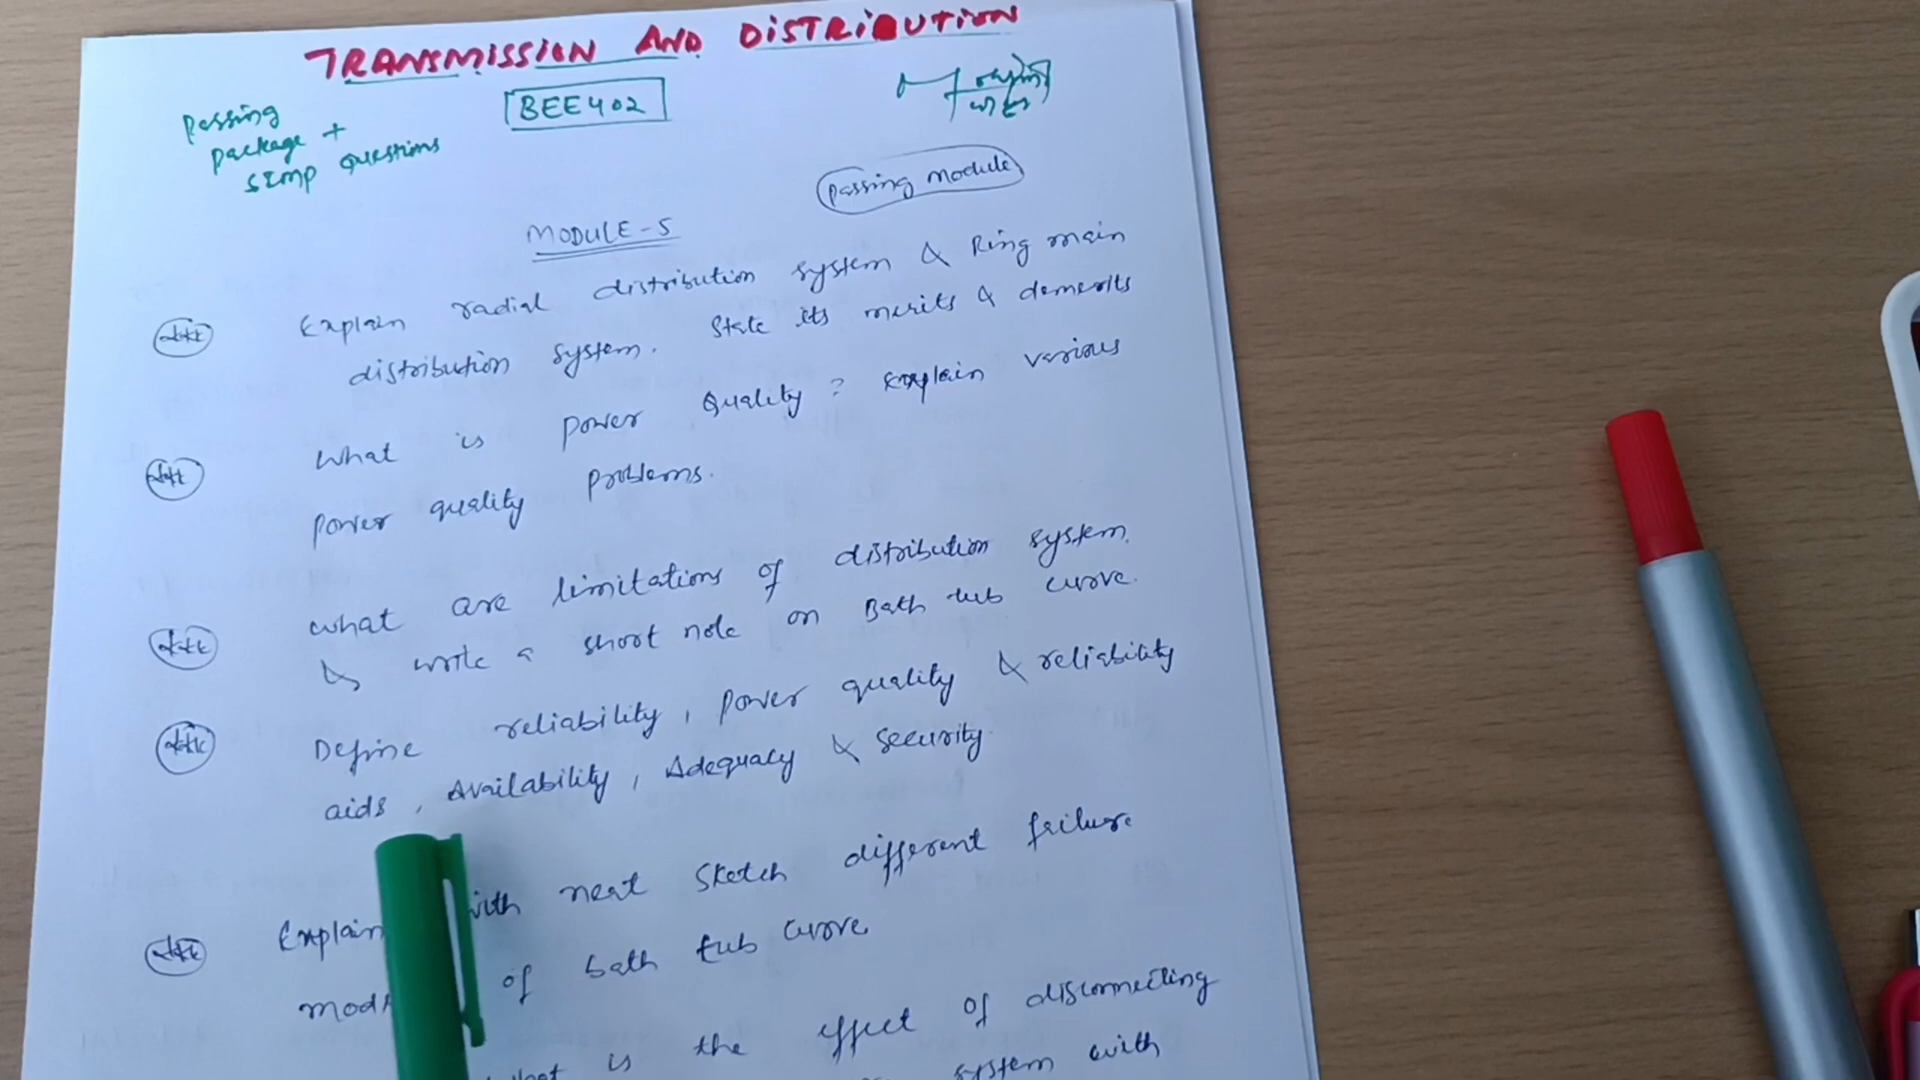 TRANSMISSION AND DISTRIBUTION
BEE402
Passing
package +
SIMP Questions
passing module
MODULE-5
Explain radial distribution system & Ring main
distribution system. State its merits & demerits
What is power Quality? Explain various
power quality problems.
What are limitations of distribution system.
& write a short note on Bath tub curve.
Define reliability, power quality & reliability
aids, Availability, Adequacy & Security.
Explain with neat sketch different failure
of bath tub curve
is the effect of disconnecting
system with